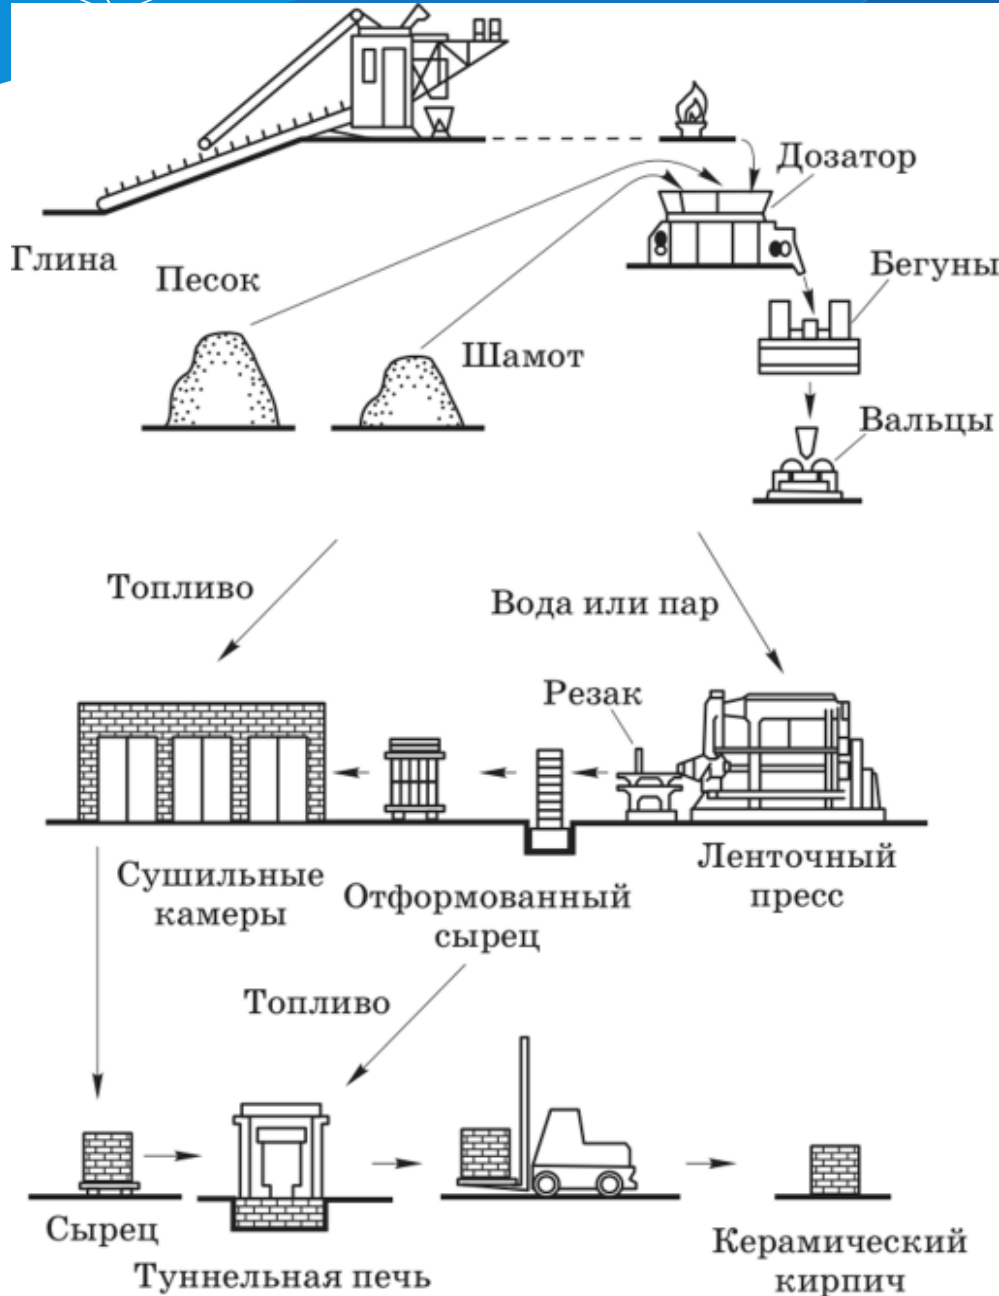 Дозатор
Глина
Песок
Бегуны
Шамот
Вальцы
Топливо
Вода или пар
Резак
Сушильные
камеры
Отформованный
сырец
Ленточный
пресс
Топливо
Сырец
Туннельная печь
Керамический
кирпич